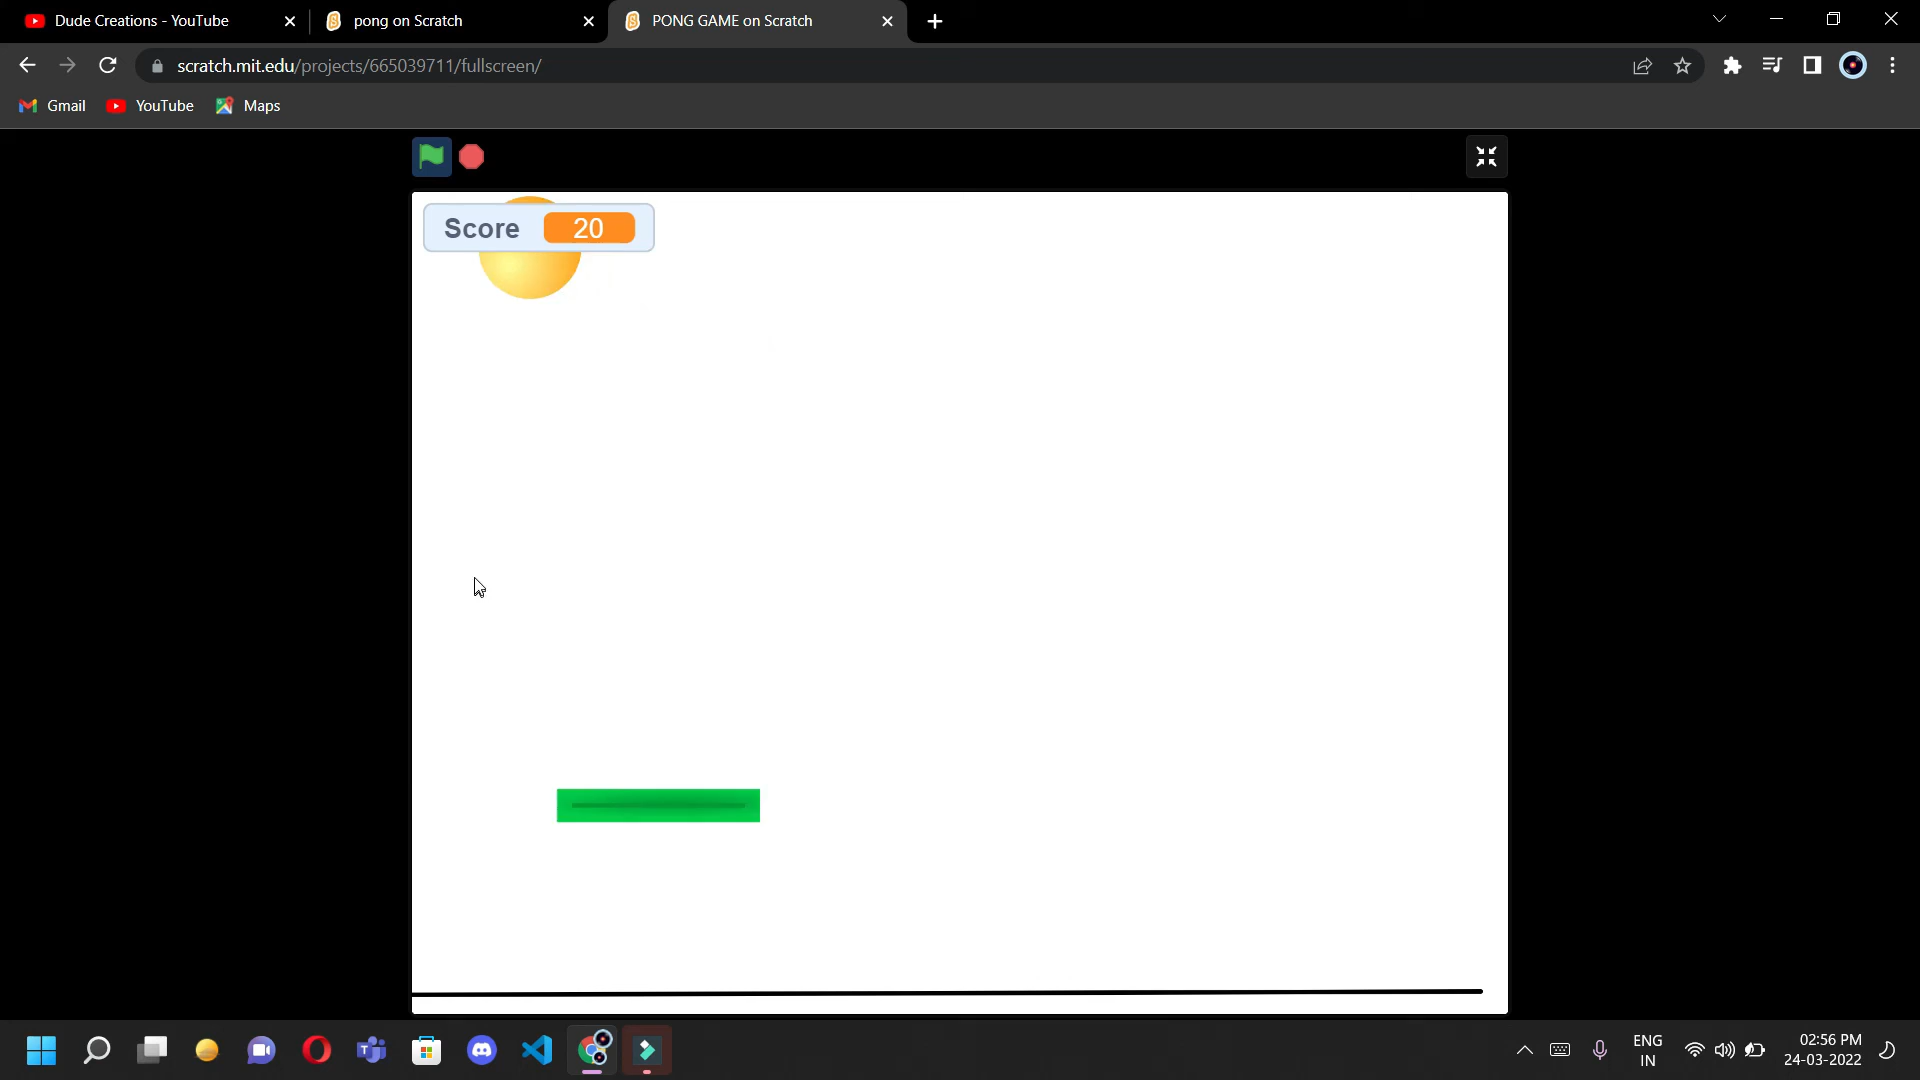 Dude Creations - YouTube
pong on Scratch
PONG GAME on Scratch
scratch.mit.edu/projects/665039711/fullscreen/
Gmail
YouTube
Maps
Score 20
ENG
IN
02:56 PM
24-03-2022